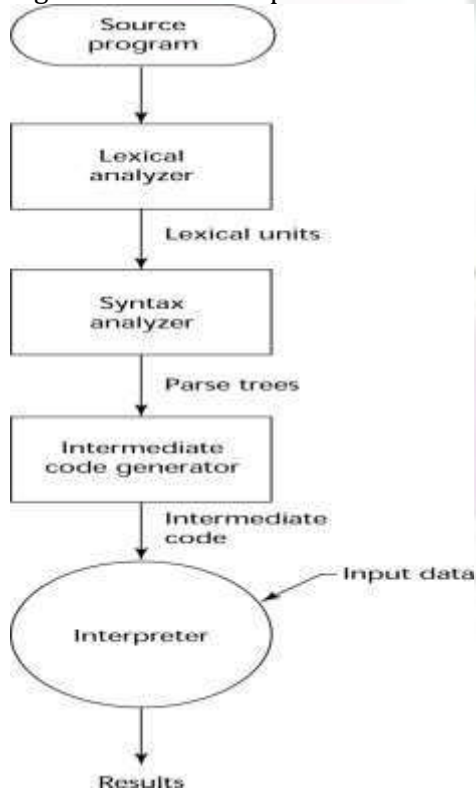 Source
program
Lexical
analyzer
Lexical units
Syntax
analyzer
Parse trees
Intermediate
code generator
Intermediate
code
Input data
Interpreter
Results